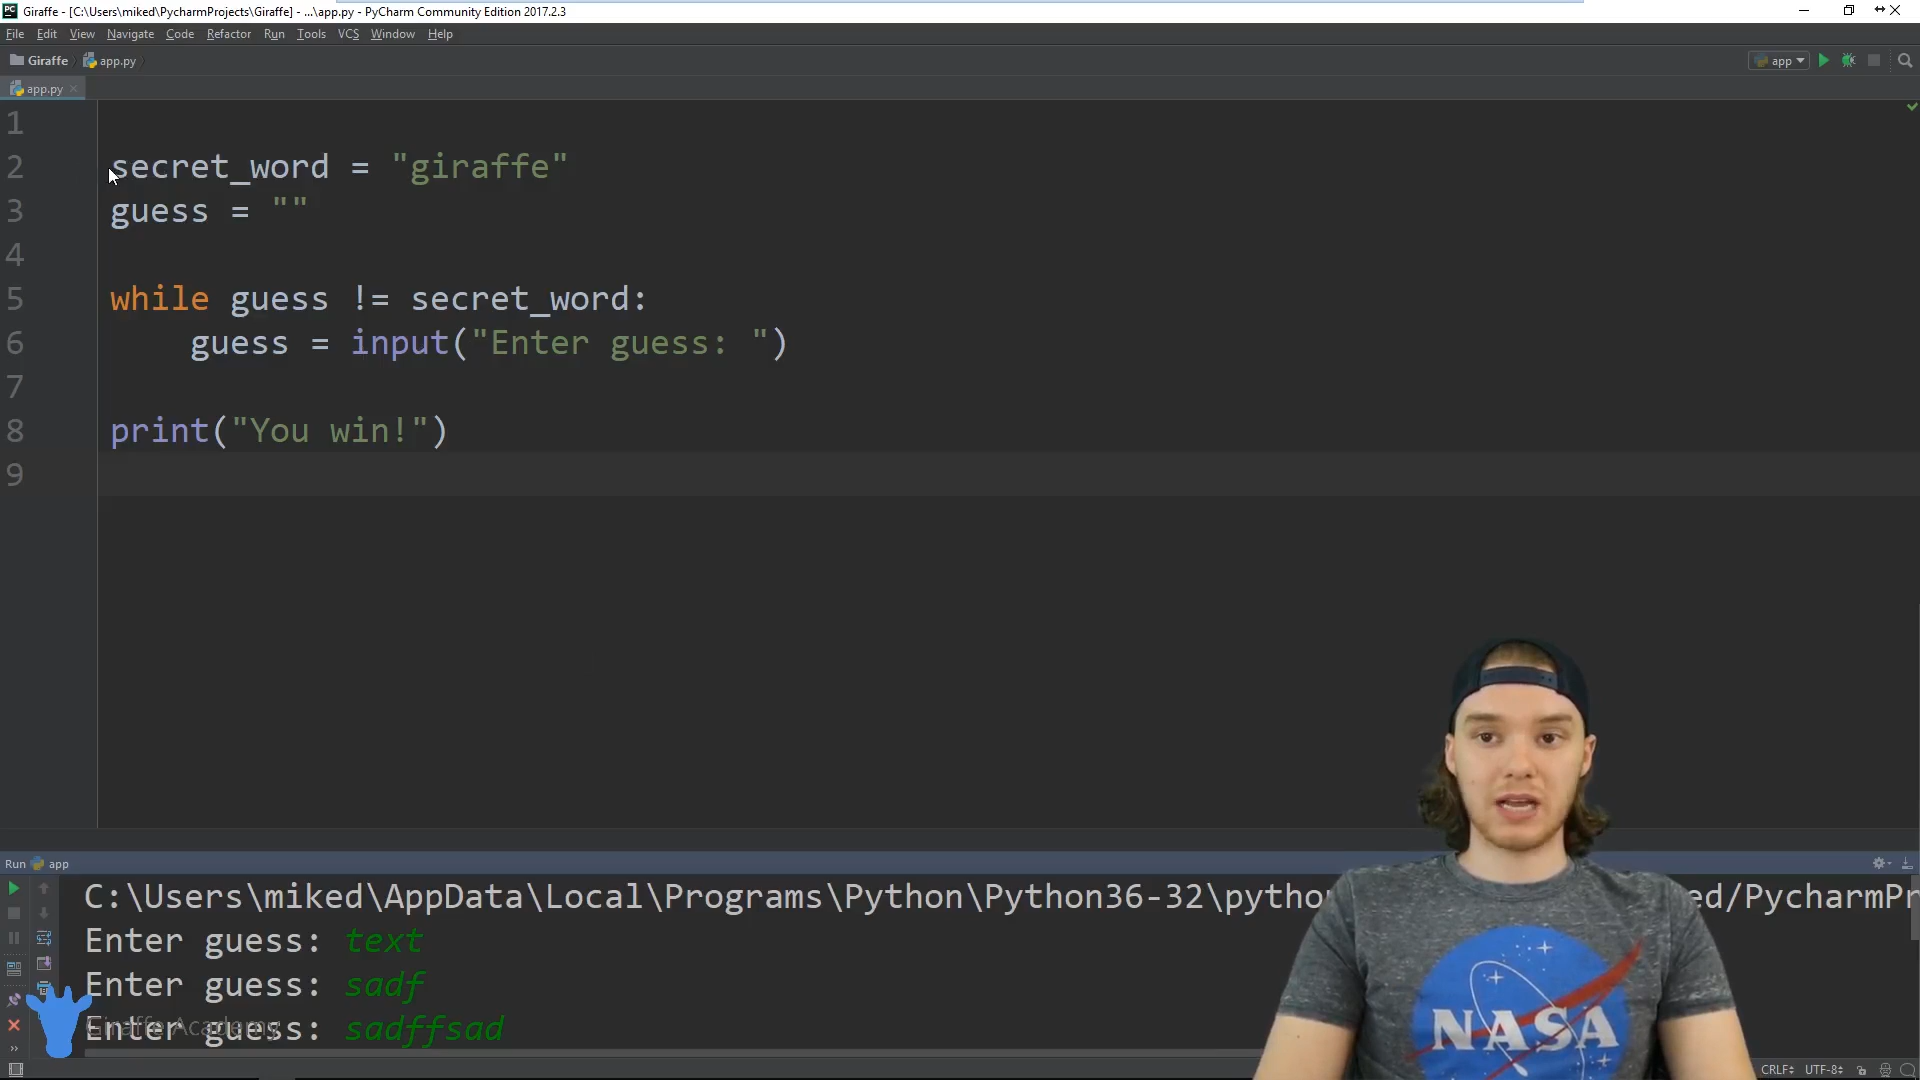 Giraffe - [C:\Users\miked\PycharmProjects\Giraffe] - ...\app.py - PyCharm Community Edition 2017.2.3
File Edit View Navigate Code Refactor Run Tools VCS Window Help
Giraffe app.py
app
app.py
1
2 secret_word = "giraffe"
3 guess = ""
4
5 while guess != secret_word:
6 guess = input("Enter guess: ")
7
8 print("You win!")
9
Run app
C:\Users\miked\AppData\Local\Programs\Python\Python36-32\pytho ed/PycharmPr
Enter guess: text
Enter guess: sadf
Enter guess: sadffsad
Giraffe Academy
NASA
CRLF UTF-8